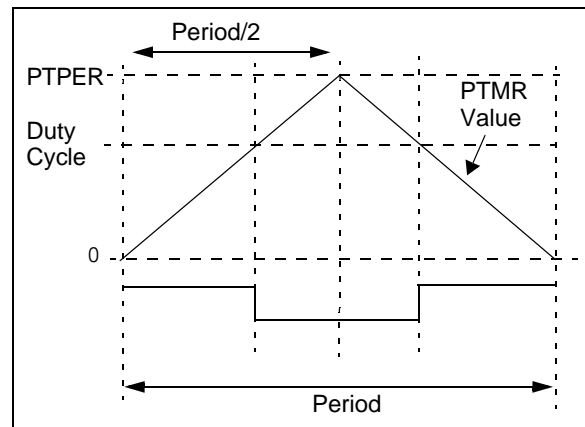 Period/2
PTPER
PTMR
Value
Duty
Cycle
0
Period